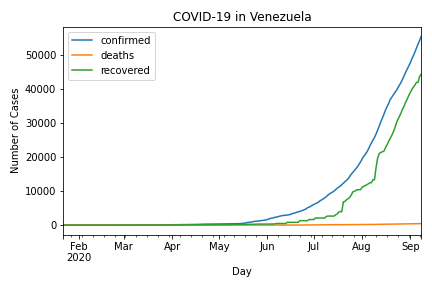 COVID-19 in Venezuela
confirmed
deaths
recovered
Number of Cases
50000
40000
30000
20000
10000
0
Feb Mar Apr May Jun Jul Aug Sep
2020
Day